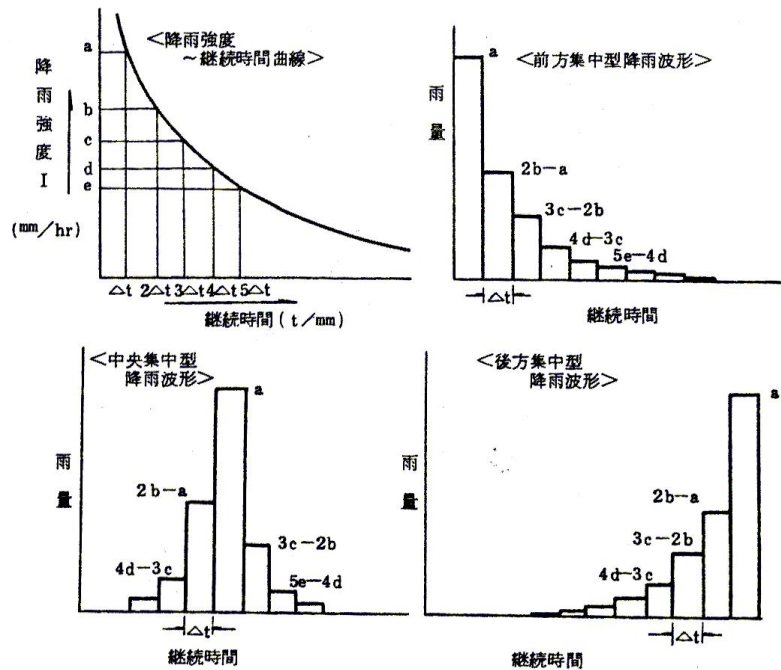 <降雨強度
～継続時間曲線>
降雨強度I
(mm/hr)
a
b
c
d
e
△t 2△t 3△t 4△t 5△t
継続時間(t/mm)
<前方集中型降雨波形>
雨量
a
2b-a
3c-2b
4d-3c
5e-4d
△t
継続時間
<中央集中型
降雨波形>
雨量
a
2b-a
3c-2b
4d-3c
5e-4d
△t
継続時間
<後方集中型
降雨波形>
雨量
a
2b-a
3c-2b
4d-3c
△t
継続時間